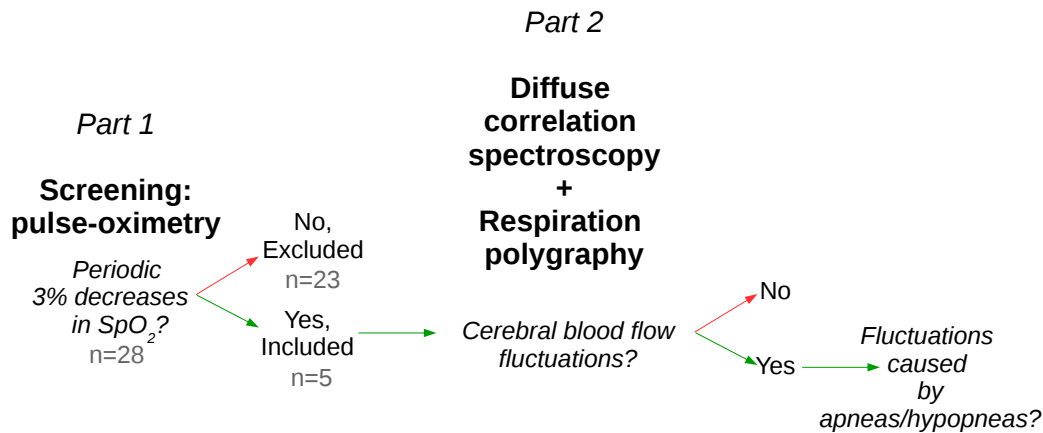 Part 1
Screening:
pulse-oximetry
Periodic
3% decreases
in SpO₂?
n=28
No,
Excluded
n=23
Yes,
Included
n=5
Part 2
Diffuse
correlation
spectroscopy
+
Respiration
polygraphy
Cerebral blood flow
fluctuations?
No
Yes
Fluctuations
caused
by
apneas/hypopneas?